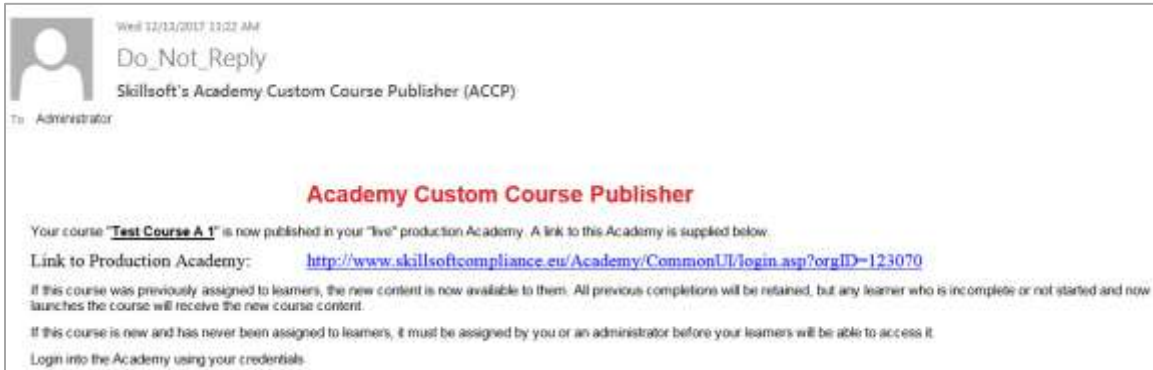 Wed 12/13/2017 11:22 AM
Do_Not_Reply
Skillsoft's Academy Custom Course Publisher (ACCP)
To Administrator
Academy Custom Course Publisher
Your course "Test Course A 1" is now published in your "live" production Academy. A link to this Academy is supplied below.
Link to Production Academy: http://www.skillsoftcompliance.eu/Academy/CommonUI/login.asp?orgID=123070
If this course was previously assigned to learners, the new content is now available to them. All previous completions will be retained, but any learner who is incomplete or not started and now
launches the course will receive the new course content.
If this course is new and has never been assigned to learners, it must be assigned by you or an administrator before your learners will be able to access it.
Login into the Academy using your credentials